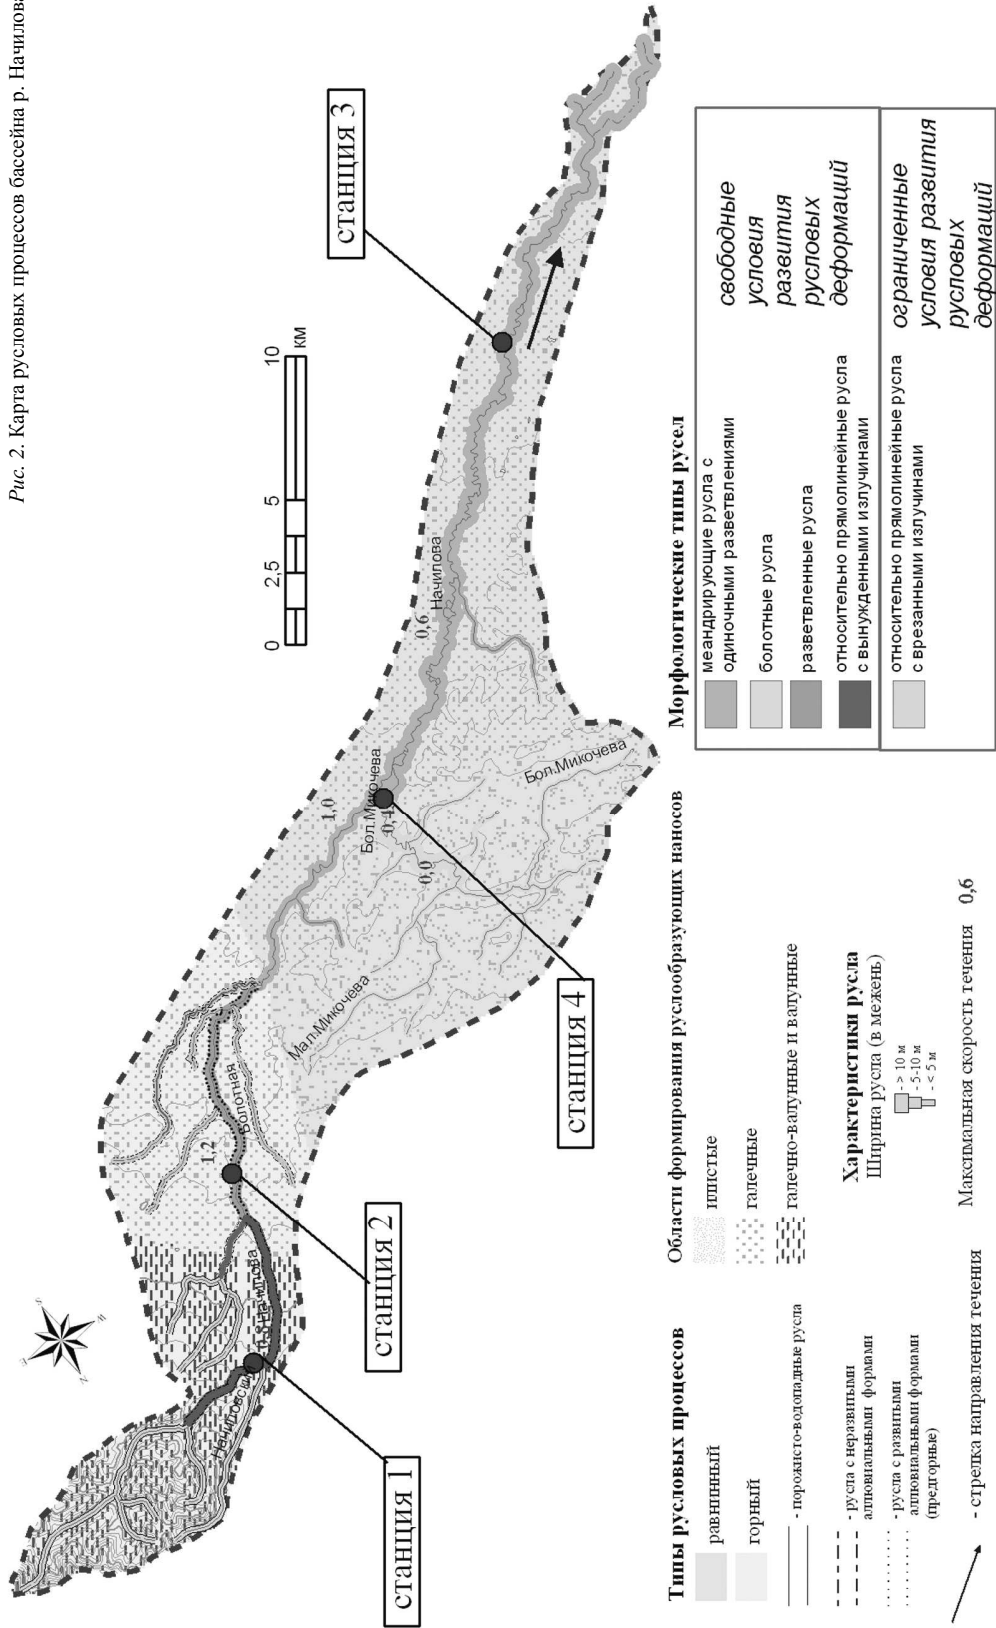 Рис. 2. Карта русловых процессов бассейна р. Начилова
станция 1
станция 2
станция 3
станция 4
0
2,5
5
10
км
Начилова
0,6
Бол.Микочева
1,0
0,4
0,0
Бол.Микочева
Мал.Микочева
Болотная
1,2
Начилова
Типы русловых процессов
равнинный
горный
- порожисто-водопадные русла
- русла с неразвитыми
аллювиальными формами
- русла с развитыми
аллювиальными формами
(предгорные)
- стрелка направления течения
Области формирования руслообразующих наносов
илистые
галечные
галечно-валунные и валунные
Характеристики русла
Ширина русла (в межень)
- > 10 м
- 5-10 м
- < 5 м
Максимальная скорость течения 0,6
Морфологические типы русел
меандрирующие русла с
одиночными разветвлениями
болотные русла
разветвленные русла
относительно прямолинейные русла
с вынужденными излучинами
свободные
условия
развития
русловых
деформаций
относительно прямолинейные русла
с врезанными излучинами
ограниченные
условия развития
русловых
деформаций